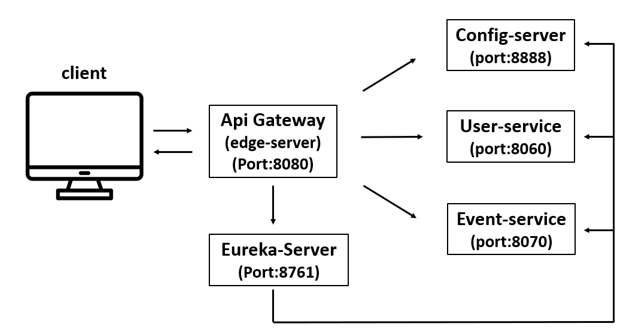 client
Api Gateway
(edge-server)
(Port:8080)
Config-server
(port:8888)
User-service
(port:8060)
Event-service
(port:8070)
Eureka-Server
(Port:8761)